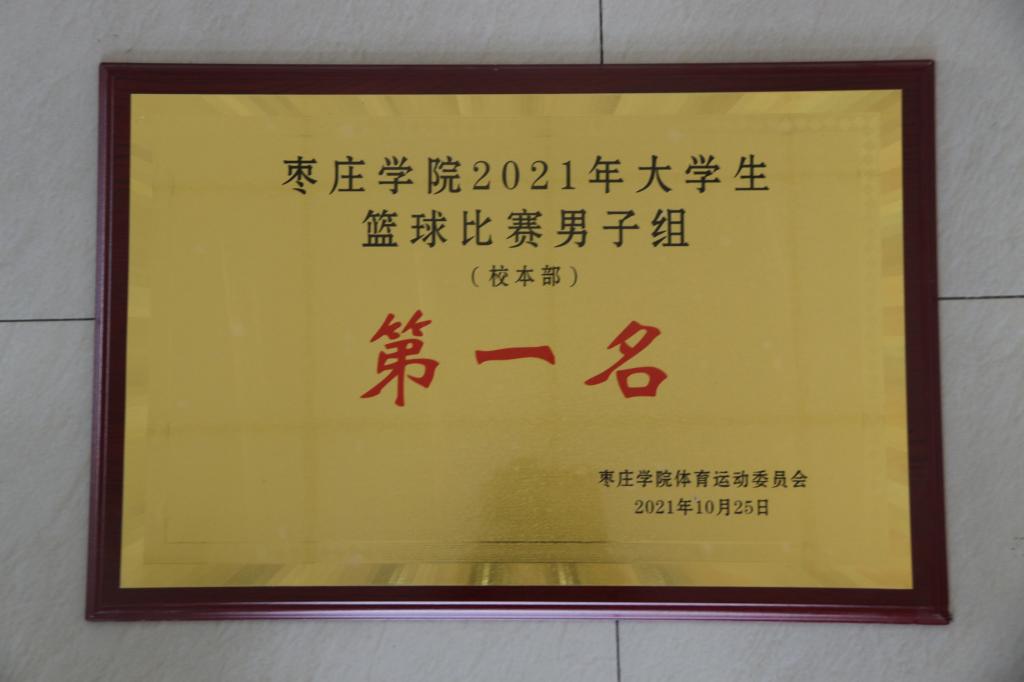 枣庄学院2021年大学生
篮球比赛男子组
（校本部）
第一名
枣庄学院体育运动委员会
2021年10月25日